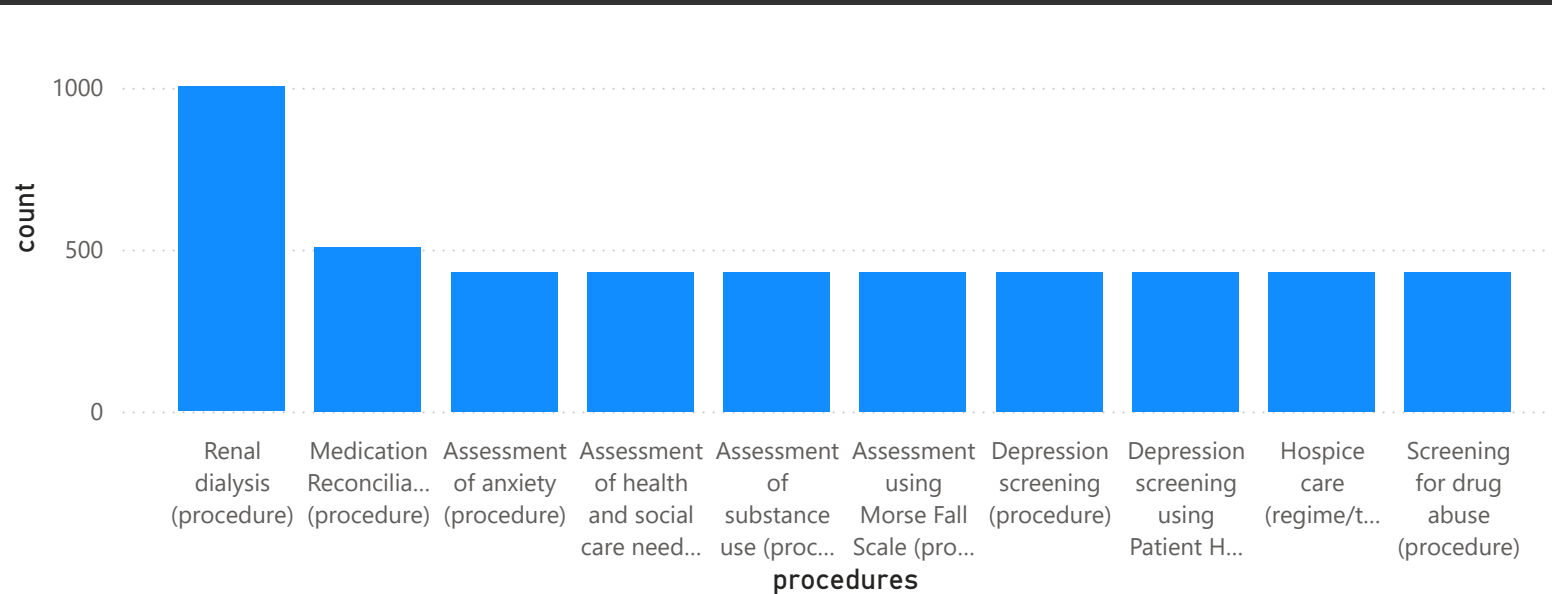 1000
500
0
count
Renal
dialysis
(procedure)
Medication
Reconcilia...
(procedure)
Assessment
of anxiety
(procedure)
Assessment
of health
and social
care need...
Assessment
of
substance
use (proc...
Assessment
using
Morse Fall
Scale (pro...
Depression
screening
(procedure)
Depression
screening
using
Patient H...
Hospice
care
(regime/t...
Screening
for drug
abuse
(procedure)
procedures